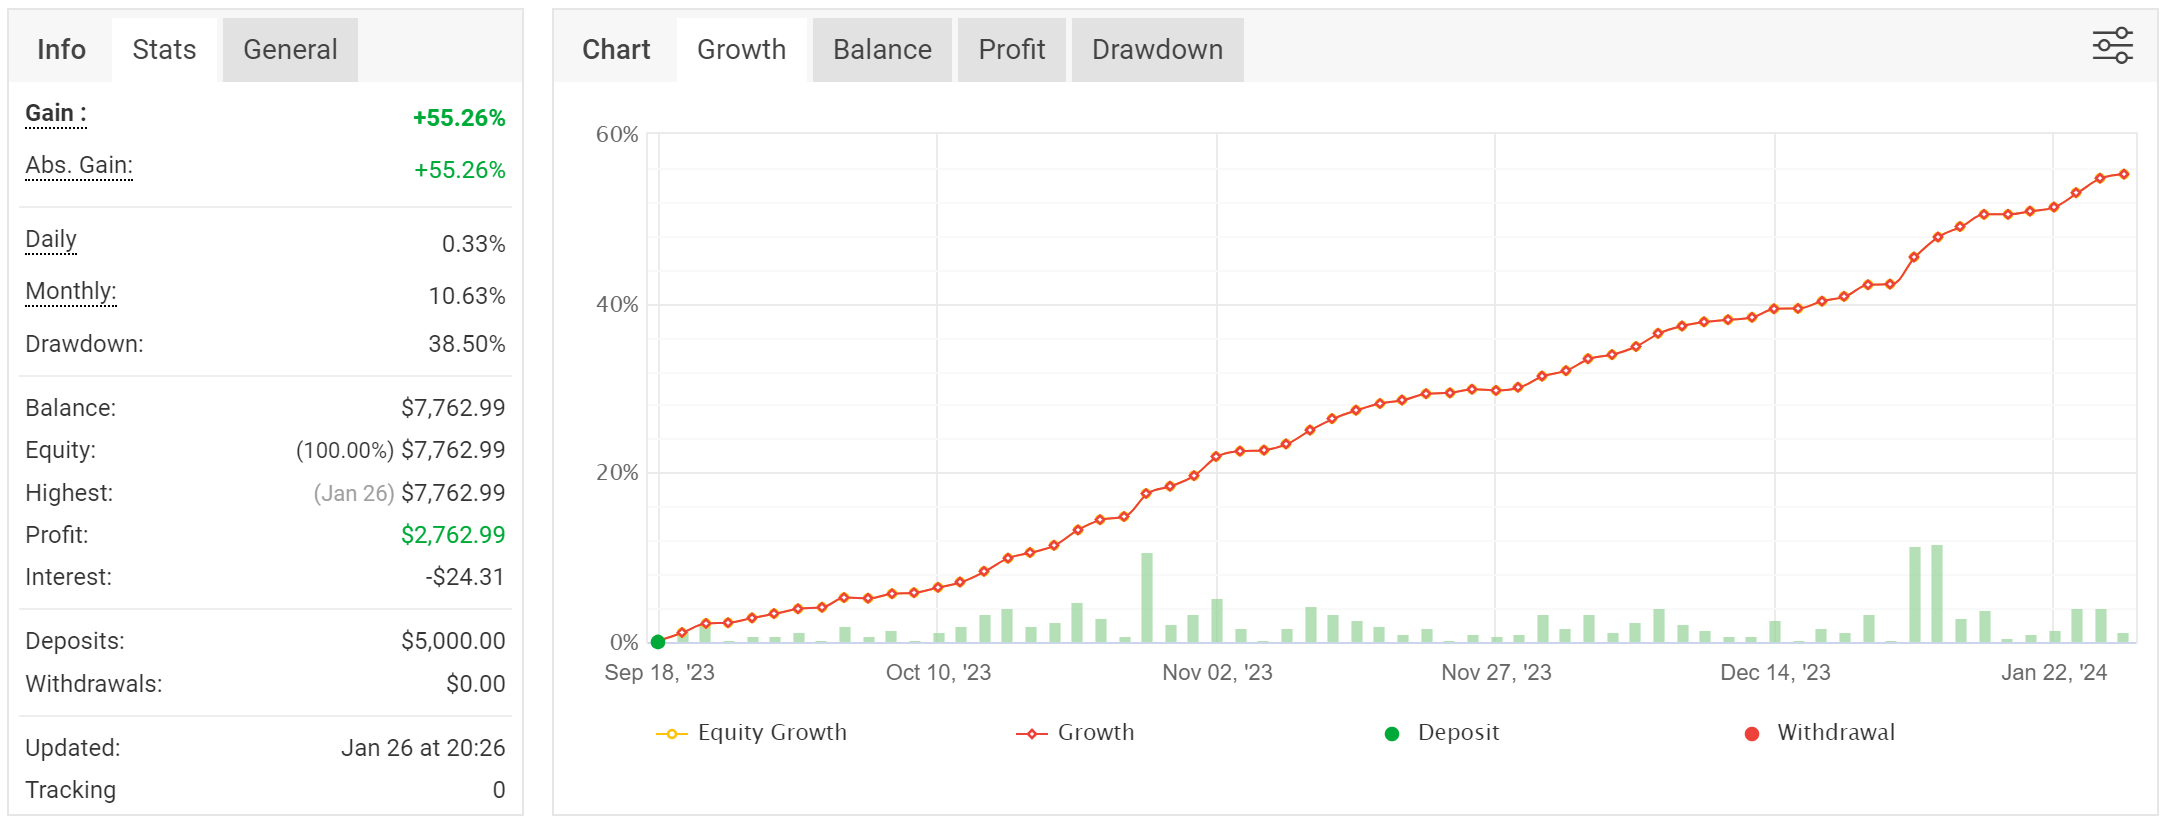 Info Stats General
Gain : +55.26%
Abs. Gain: +55.26%
Daily 0.33%
Monthly: 10.63%
Drawdown: 38.50%
Balance: $7,762.99
Equity: (100.00%) $7,762.99
Highest: (Jan 26) $7,762.99
Profit: $2,762.99
Interest: -$24.31
Deposits: $5,000.00
Withdrawals: $0.00
Updated: Jan 26 at 20:26
Tracking 0
Chart Growth Balance Profit Drawdown
60%
40%
20%
0%
Sep 18, '23 Oct 10, '23 Nov 02, '23 Nov 27, '23 Dec 14, '23 Jan 22, '24
Equity Growth Growth Deposit Withdrawal